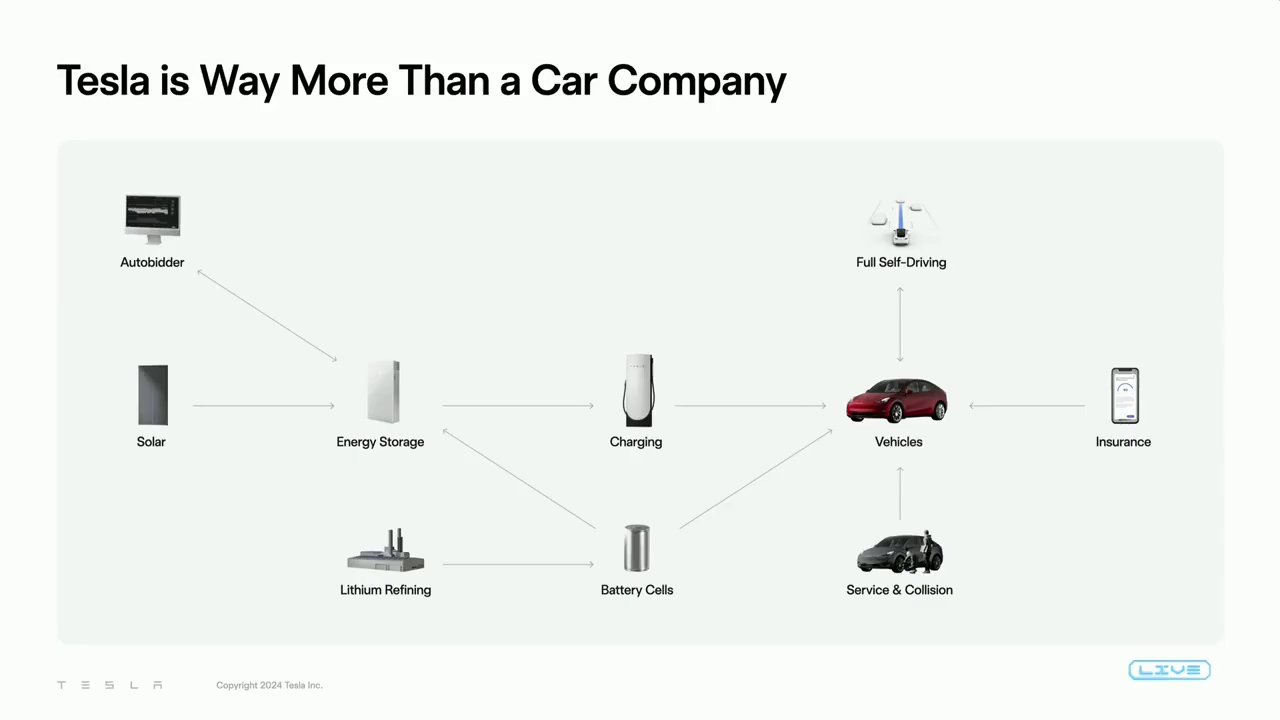 Tesla is Way More Than a Car Company
Autobidder
Full Self-Driving
Solar
Energy Storage
Charging
Vehicles
Insurance
Lithium Refining
Battery Cells
Service & Collision
TESLA
Copyright 2024 Tesla Inc.
LIVE